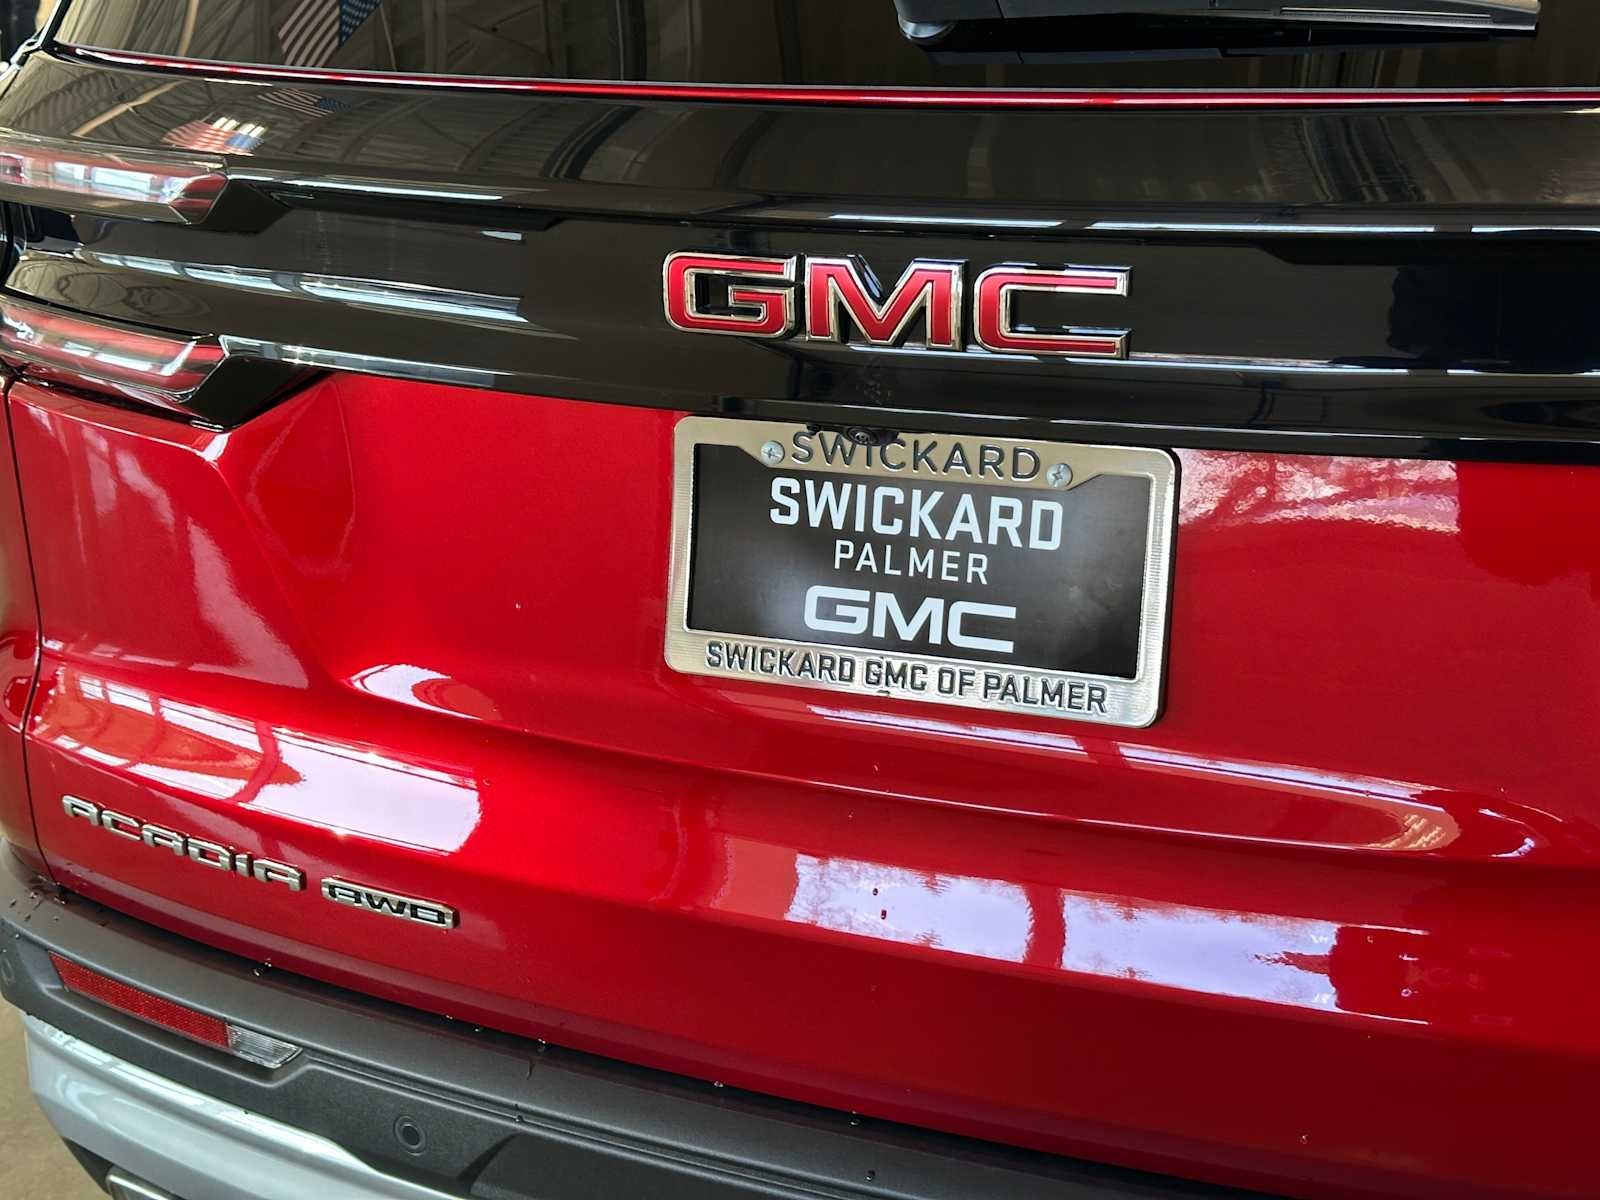 GMC
SWICKARD
SWICKARD
PALMER
GMC
SWICKARD GMC OF PALMER
ACADIA AWD